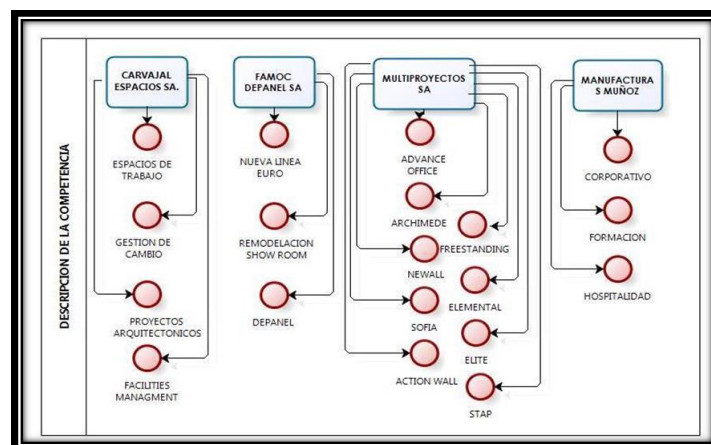 DESCRIPCION DE LA COMPETENCIA
CARVAJAL
ESPACIOS SA.
ESPACIOS DE
TRABAJO
GESTION DE
CAMBIO
PROYECTOS
ARQUITECTONICOS
FACILITIES
MANAGMENT
FAMOC
DEPANEL SA
NUEVA LINEA
EURO
REMODELACION
SHOW ROOM
DEPANEL
MULTIPROYECTOS
SA
ADVANCE
OFFICE
ARCHIMEDE
FREESTANDING
NEWALL
ELEMENTAL
SOFIA
ELITE
ACTION WALL
STAP
MANUFACTURA
S MUÑOZ
CORPORATIVO
FORMACION
HOSPITALIDAD